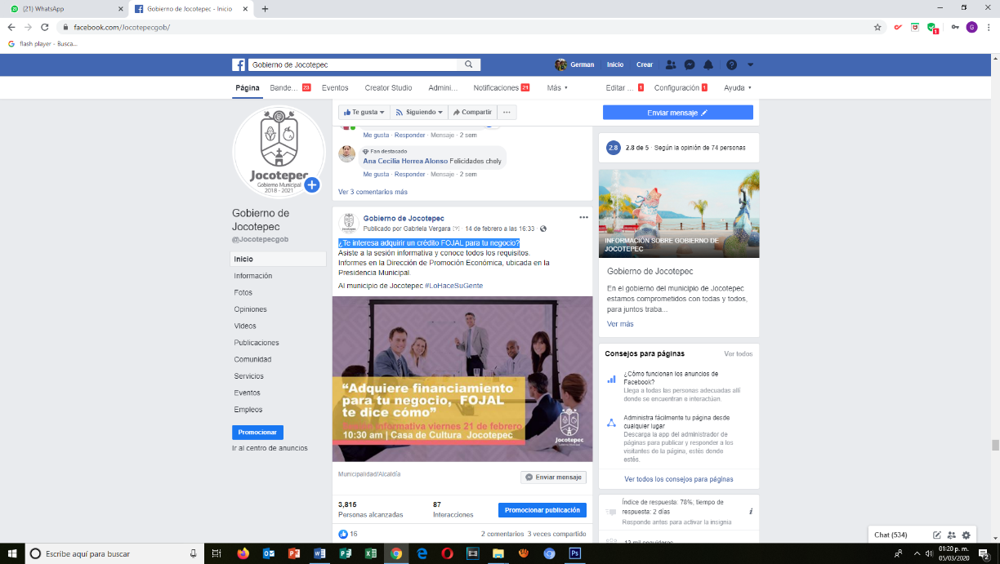 (21) WhatsApp
Gobierno de Jocotepec - Inicio
facebook.com/Jocotepecgob/
flash player - Busca...
Gobierno de Jocotepec
German
Inicio
Crear
Página
Bande... 23
Eventos
Creator Studio
Admini...
Notificaciones 21
Más
Editar ... 1
Configuración 1
Ayuda
Te gusta
Siguiendo
Compartir
Enviar mensaje
Jocotepec
Gobierno Municipal
2018 - 2021
Gobierno de
Jocotepec
@Jocotepecgob
Inicio
Información
Fotos
Opiniones
Videos
Publicaciones
Comunidad
Servicios
Eventos
Empleos
Promocionar
Ir al centro de anuncios
Me gusta · Responder · Mensaje · 2 sem
Fan destacado
Ana Cecilia Herrea Alonso Felicidades chely
Me gusta · Responder · Mensaje · 2 sem
Ver 3 comentarios más
Gobierno de Jocotepec
Publicado por Gabriela Vergara [?] · 14 de febrero a las 16:33 ·
¿Te interesa adquirir un crédito FOJAL para tu negocio?
Asiste a la sesión informativa y conoce todos los requisitos.
Informes en la Dirección de Promoción Económica, ubicada en la
Presidencia Municipal.
Al municipio de Jocotepec #LoHaceSuGente
“Adquiere financiamiento
para tu negocio, FOJAL
te dice cómo”
informativa viernes 21 de febrero
10:30 am | Casa de Cultura Jocotepec
Jocotepec
Municipalidad/Alcaldía
Enviar mensaje
3,815
Personas alcanzadas
87
Interacciones
Promocionar publicación
16
2 comentarios 3 veces compartido
2.8
2.8 de 5 · Según la opinión de 74 personas
INFORMACIÓN SOBRE GOBIERNO DE
JOCOTEPEC
Gobierno de Jocotepec
En el gobierno del municipio de Jocotepec
estamos comprometidos con todas y todos,
para juntos traba...
Ver más
Consejos para páginas
Ver todos
¿Cómo funcionan los anuncios de
Facebook?
Llega a todas las personas adecuadas allí
donde se encuentran o interactúan.
Administra fácilmente tu página desde
cualquier lugar
Descarga la app del administrador de
páginas para publicar y responder a los
visitantes de la página, estés donde
estés.
Ver todos los consejos para páginas
Índice de respuesta: 78%, tiempo de
respuesta: 2 días
Responde antes para activar la insignia
Chat (534)
Escribe aquí para buscar
01:20 p. m.
05/03/2020